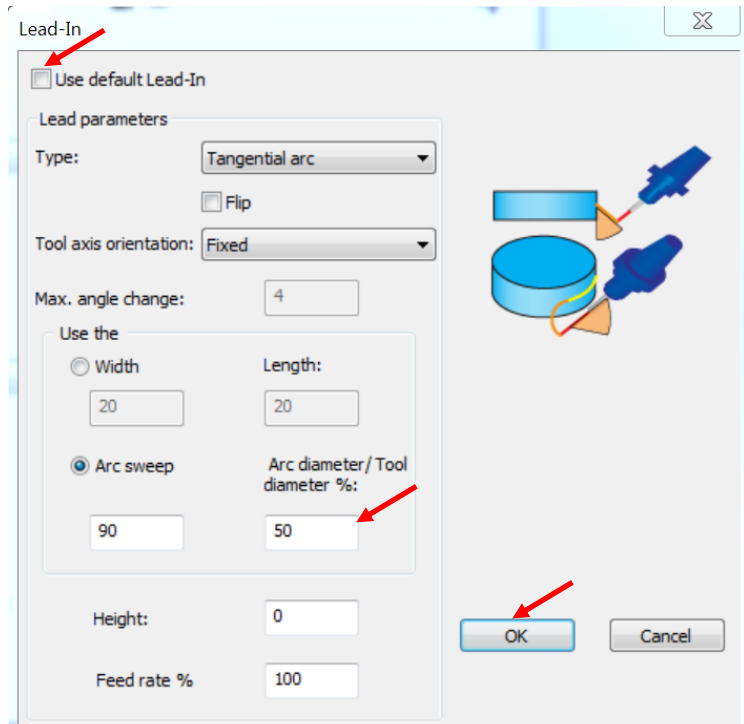 Lead-In
Use default Lead-In
Lead parameters
Type:
Tangential arc
Flip
Tool axis orientation:
Fixed
Max. angle change:
4
Use the
Width
Length:
20
20
Arc sweep
Arc diameter/Tool
diameter %:
90
50
Height:
0
OK
Cancel
Feed rate %
100